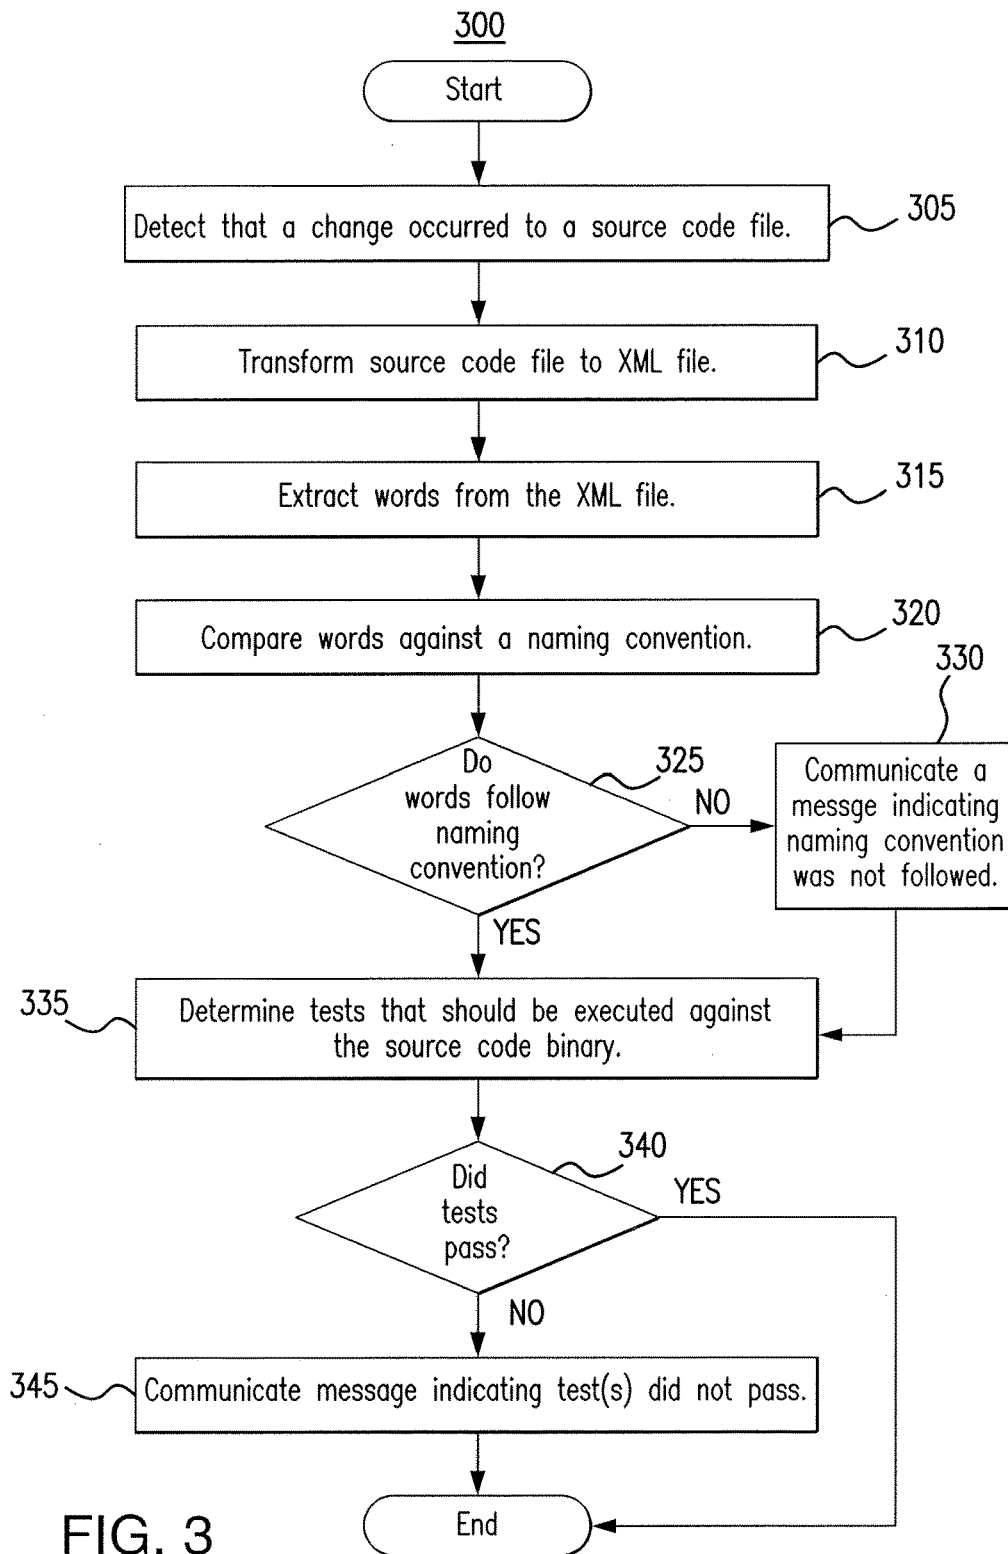 300
Start
Detect that a change occurred to a source code file.
305
Transform source code file to XML file.
310
Extract words from the XML file.
315
Compare words against a naming convention.
320
330
Do
words follow
naming
convention?
325
NO
Communicate a
messge indicating
naming convention
was not followed.
YES
335
Determine tests that should be executed against
the source code binary.
Did
tests
pass?
340
YES
NO
345
Communicate message indicating test(s) did not pass.
End
FIG. 3